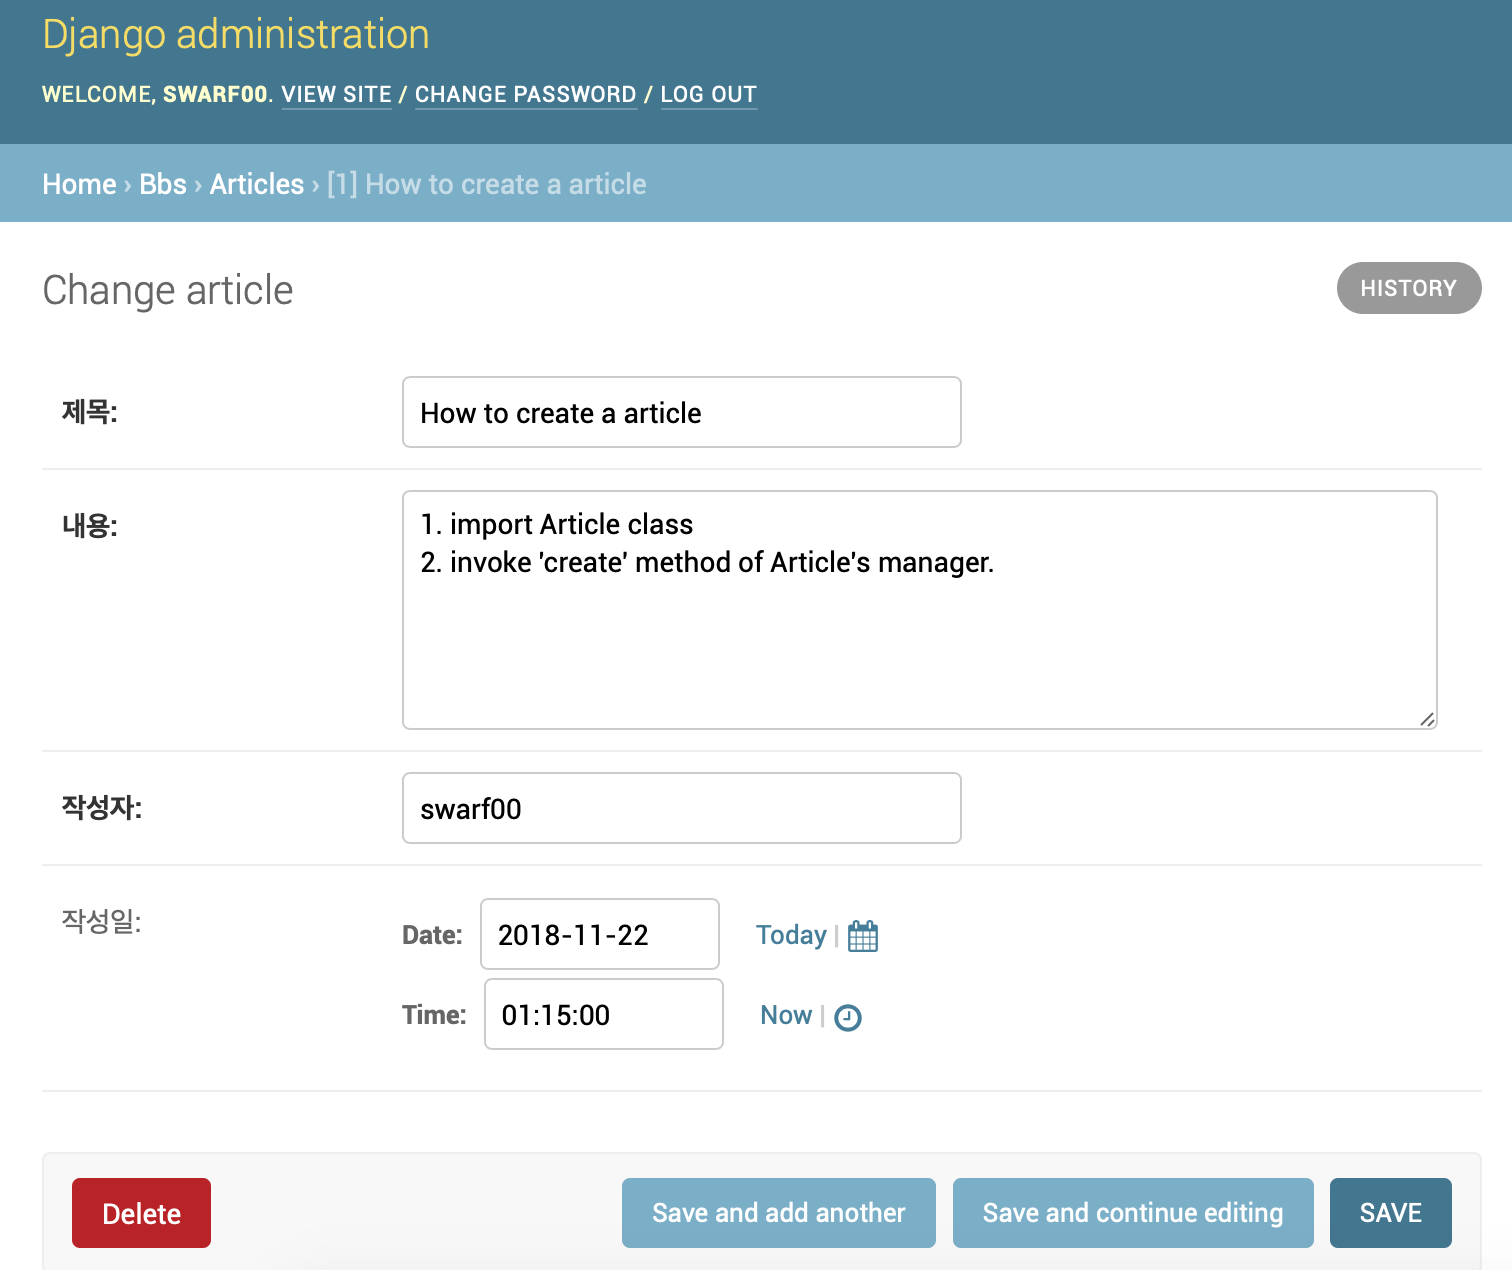 Django administration
WELCOME, SWARF00. VIEW SITE / CHANGE PASSWORD / LOG OUT
Home › Bbs › Articles › [1] How to create a article
Change article
HISTORY
제목:
How to create a article
내용:
1. import Article class
2. invoke 'create' method of Article's manager.
작성자:
swarf00
작성일:
Date: 2018-11-22 Today |
Time: 01:15:00 Now |
Delete
Save and add another
Save and continue editing
SAVE